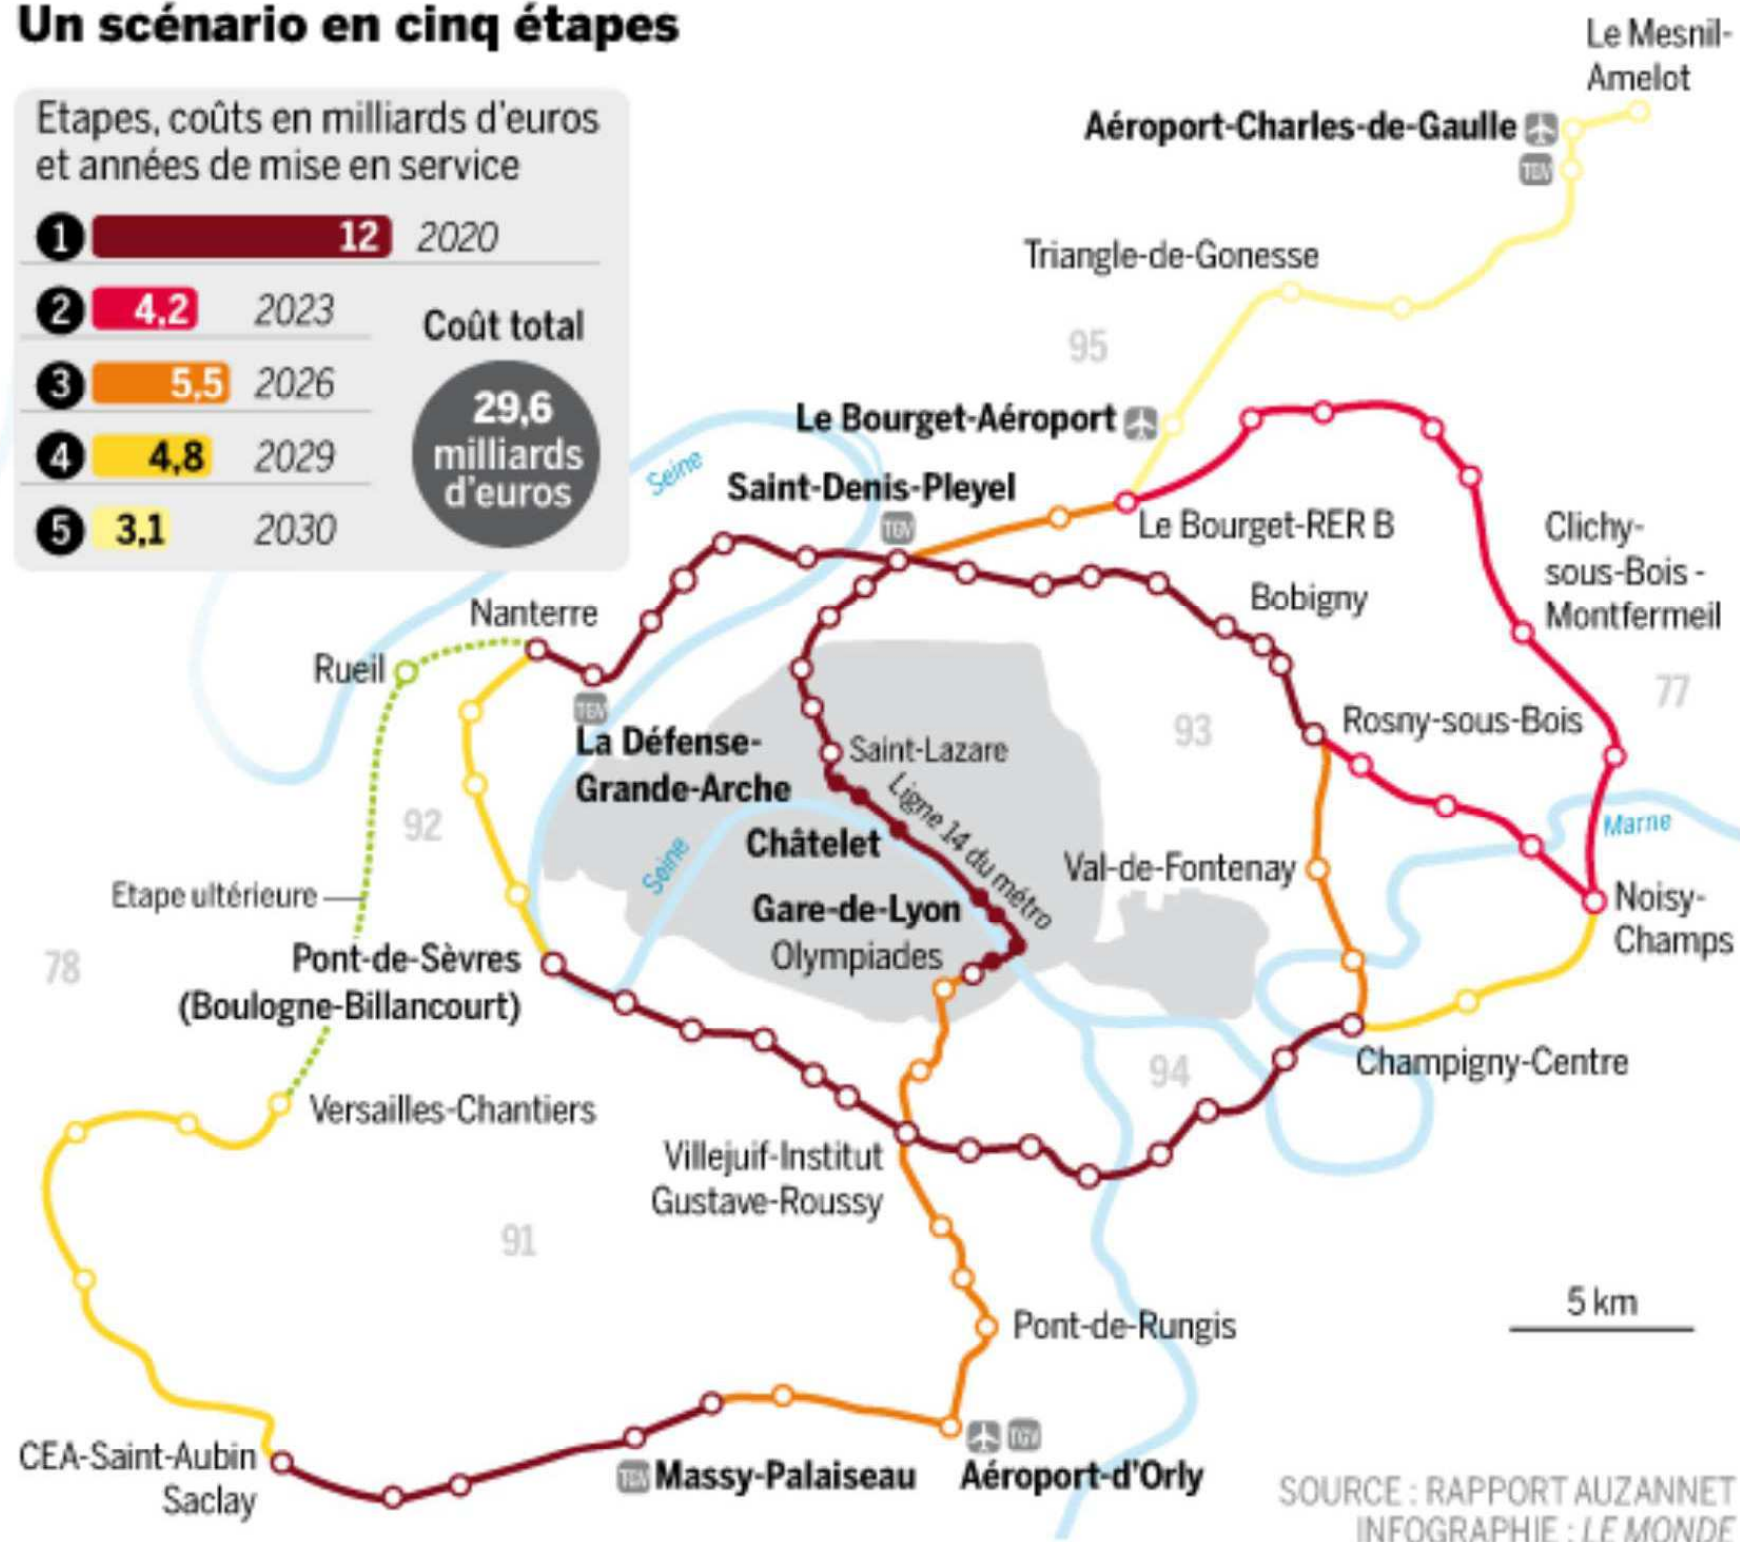 Un scénario en cinq étapes
Etapes, coûts en milliards d'euros
et années de mise en service
1 12 2020
2 4,2 2023
3 5,5 2026
4 4,8 2029
5 3,1 2030
Coût total
29,6
milliards
d'euros
Le Mesnil-
Amelot
Aéroport-Charles-de-Gaulle
TGV
Triangle-de-Gonesse
95
Le Bourget-Aéroport
Seine
Saint-Denis-Pleyel
TGV
Le Bourget-RER B
Clichy-
sous-Bois -
Montfermeil
Nanterre
Bobigny
Rueil
77
TGV
La Défense-
Grande-Arche
Saint-Lazare
93
Rosny-sous-Bois
Ligne 14 du métro
92
Seine
Châtelet
Marne
Val-de-Fontenay
Etape ultérieure
Gare-de-Lyon
Olympiades
Noisy-
Champs
78
Pont-de-Sèvres
(Boulogne-Billancourt)
94
Champigny-Centre
Versailles-Chantiers
Villejuif-Institut
Gustave-Roussy
91
5 km
Pont-de-Rungis
CEA-Saint-Aubin
Saclay
TGV Massy-Palaiseau
TGV
Aéroport-d'Orly
SOURCE : RAPPORT AUZANNET
INFOGRAPHIE : LE MONDE